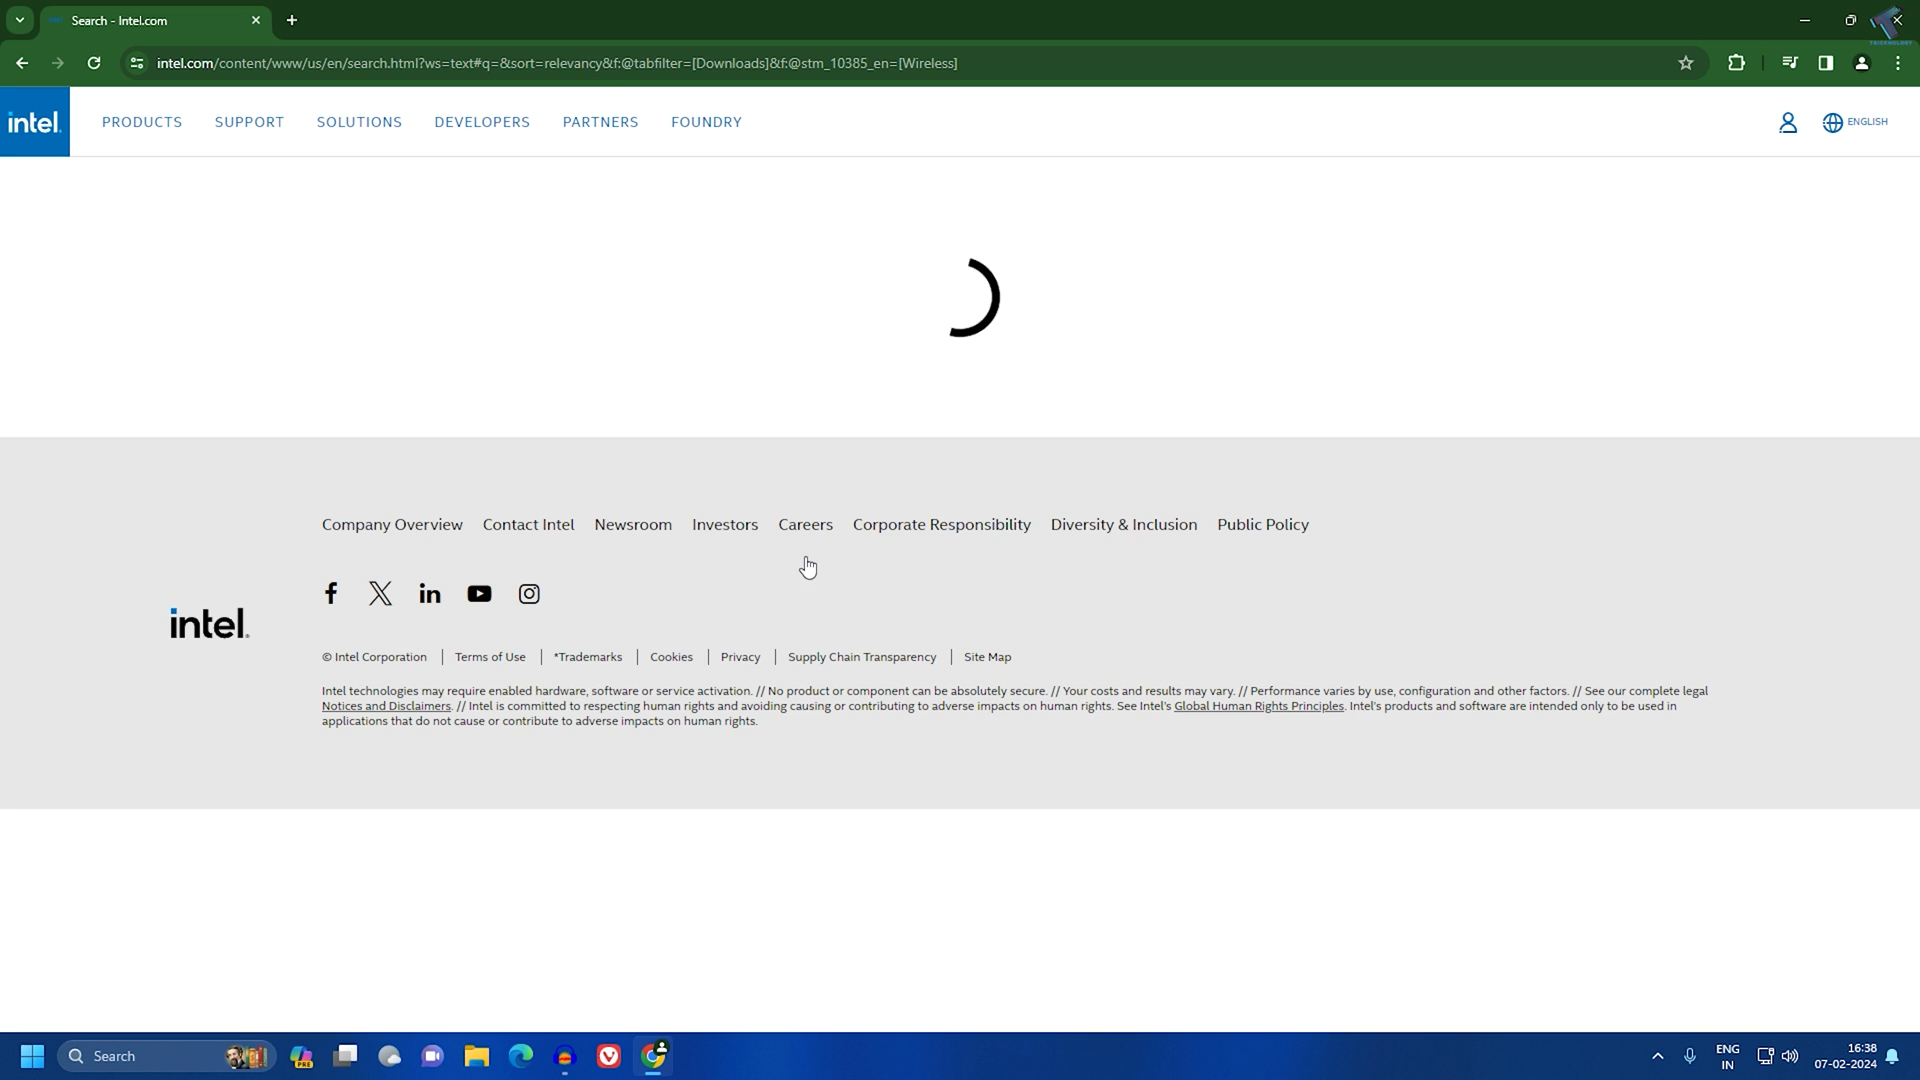 Search - Intel.com
intel.com/content/www/us/en/search.html?ws=text#q=&sort=relevancy&f:@tabfilter=[Downloads]&f:@stm_10385_en=[Wireless]
intel.
PRODUCTS SUPPORT SOLUTIONS DEVELOPERS PARTNERS FOUNDRY
ENGLISH
Company Overview Contact Intel Newsroom Investors Careers Corporate Responsibility Diversity & Inclusion Public Policy
intel.
© Intel Corporation | Terms of Use | *Trademarks | Cookies | Privacy | Supply Chain Transparency | Site Map
Intel technologies may require enabled hardware, software or service activation. // No product or component can be absolutely secure. // Your costs and results may vary. // Performance varies by use, configuration and other factors. // See our complete legal
Notices and Disclaimers. // Intel is committed to respecting human rights and avoiding causing or contributing to adverse impacts on human rights. See Intel's Global Human Rights Principles. Intel's products and software are intended only to be used in
applications that do not cause or contribute to adverse impacts on human rights.
Search
PRE
ENG
IN
16:38
07-02-2024